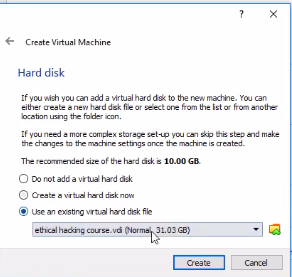 ?
Create Virtual Machine
Hard disk
If you wish you can add a virtual hard disk to the new machine. You can
either create a new hard disk file or select one from the list or from another
location using the folder icon.
If you need a more complex storage set-up you can skip this step and make
the changes to the machine settings once the machine is created.
The recommended size of the hard disk is 10.00 GB.
Do not add a virtual hard disk
Create a virtual hard disk now
Use an existing virtual hard disk file
ethical hacking course.vdi (Normal, 31.03 GB)
Create Cancel